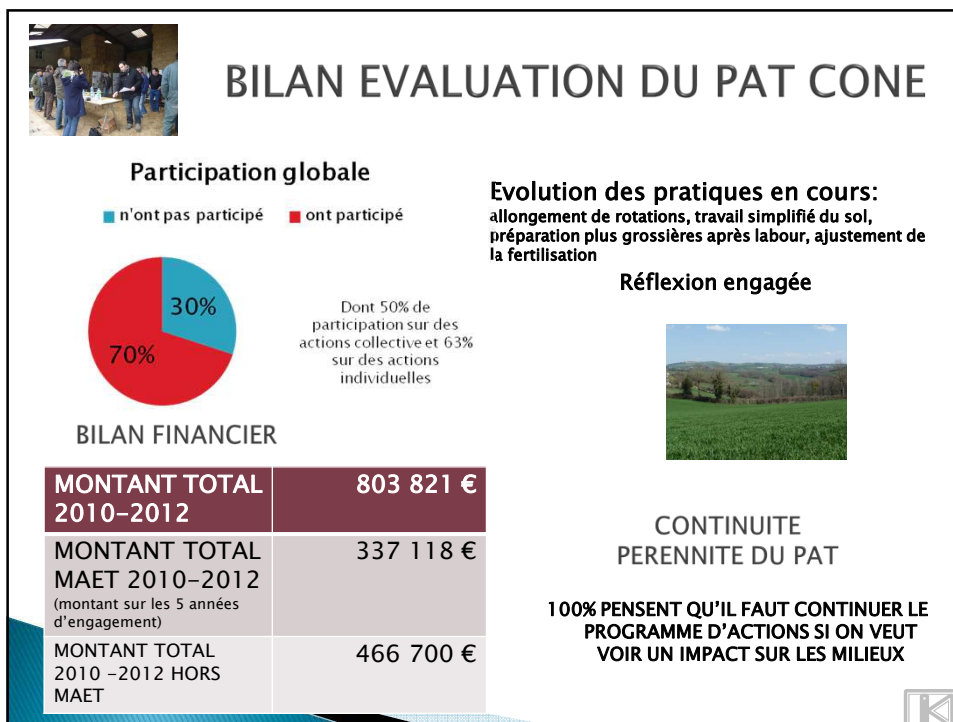 BILAN EVALUATION DU PAT CONE
Participation globale
n'ont pas participé
ont participé
30%
70%
Dont 50% de
participation sur des
actions collective et 63%
sur des actions
individuelles
Evolution des pratiques en cours:
allongement de rotations, travail simplifié du sol,
préparation plus grossières après labour, ajustement de
la fertilisation
Réflexion engagée
BILAN FINANCIER
MONTANT TOTAL
2010-2012
803 821 €
MONTANT TOTAL
MAET 2010-2012
(montant sur les 5 années
d'engagement)
337 118 €
MONTANT TOTAL
2010 -2012 HORS
MAET
466 700 €
CONTINUITE
PERENNITE DU PAT
100% PENSENT QU'IL FAUT CONTINUER LE
PROGRAMME D'ACTIONS SI ON VEUT
VOIR UN IMPACT SUR LES MILIEUX